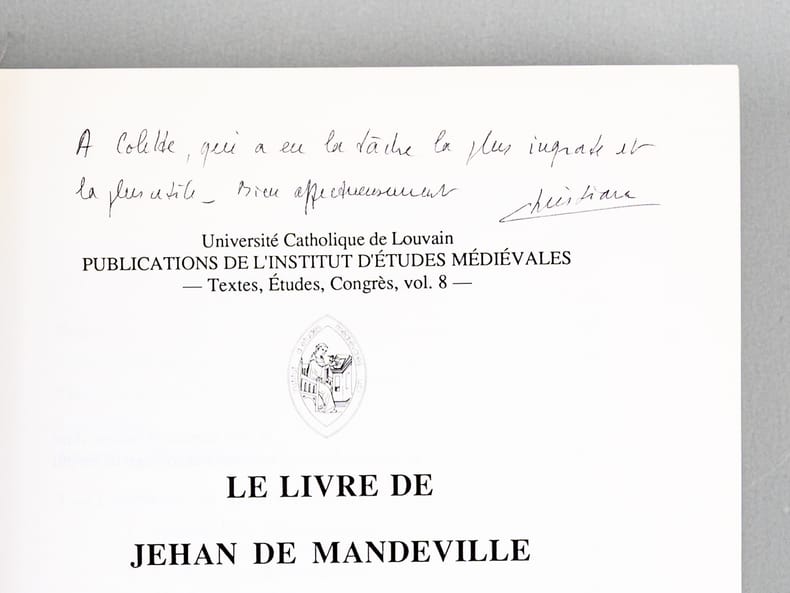 A Colette, qui a eu la tâche la plus ingrate et
la plus utile_ Bien affectueusement Christiane
Université Catholique de Louvain
PUBLICATIONS DE L'INSTITUT D'ÉTUDES MÉDIÉVALES
— Textes, Études, Congrès, vol. 8 —
LE LIVRE DE
JEHAN DE MANDEVILLE